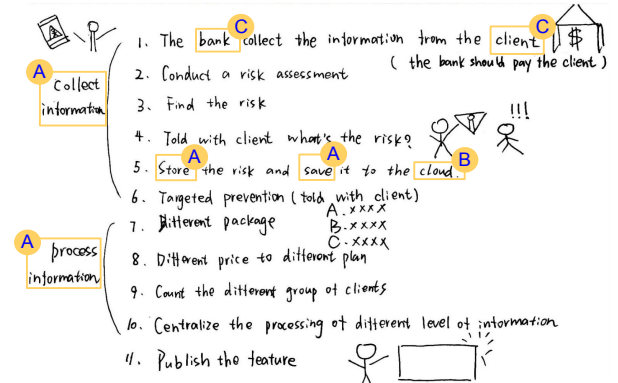 1. The bank collect the information from the client
( the bank should pay the client )
2. Conduct a risk assessment
3. Find the risk
4. Told with client what's the risk?
5. Store the risk and save it to the cloud.
6. Targeted prevention ( told with client )
7. Different package
A. xxxx
B. xxxx
C. xxxx
8. Different price to different plan
9. Count the different group of clients
10. Centralize the processing of different level of information
11. Publish the feature
A
Collect
information
A
process
information
C
C
$
!!!
A
A
B